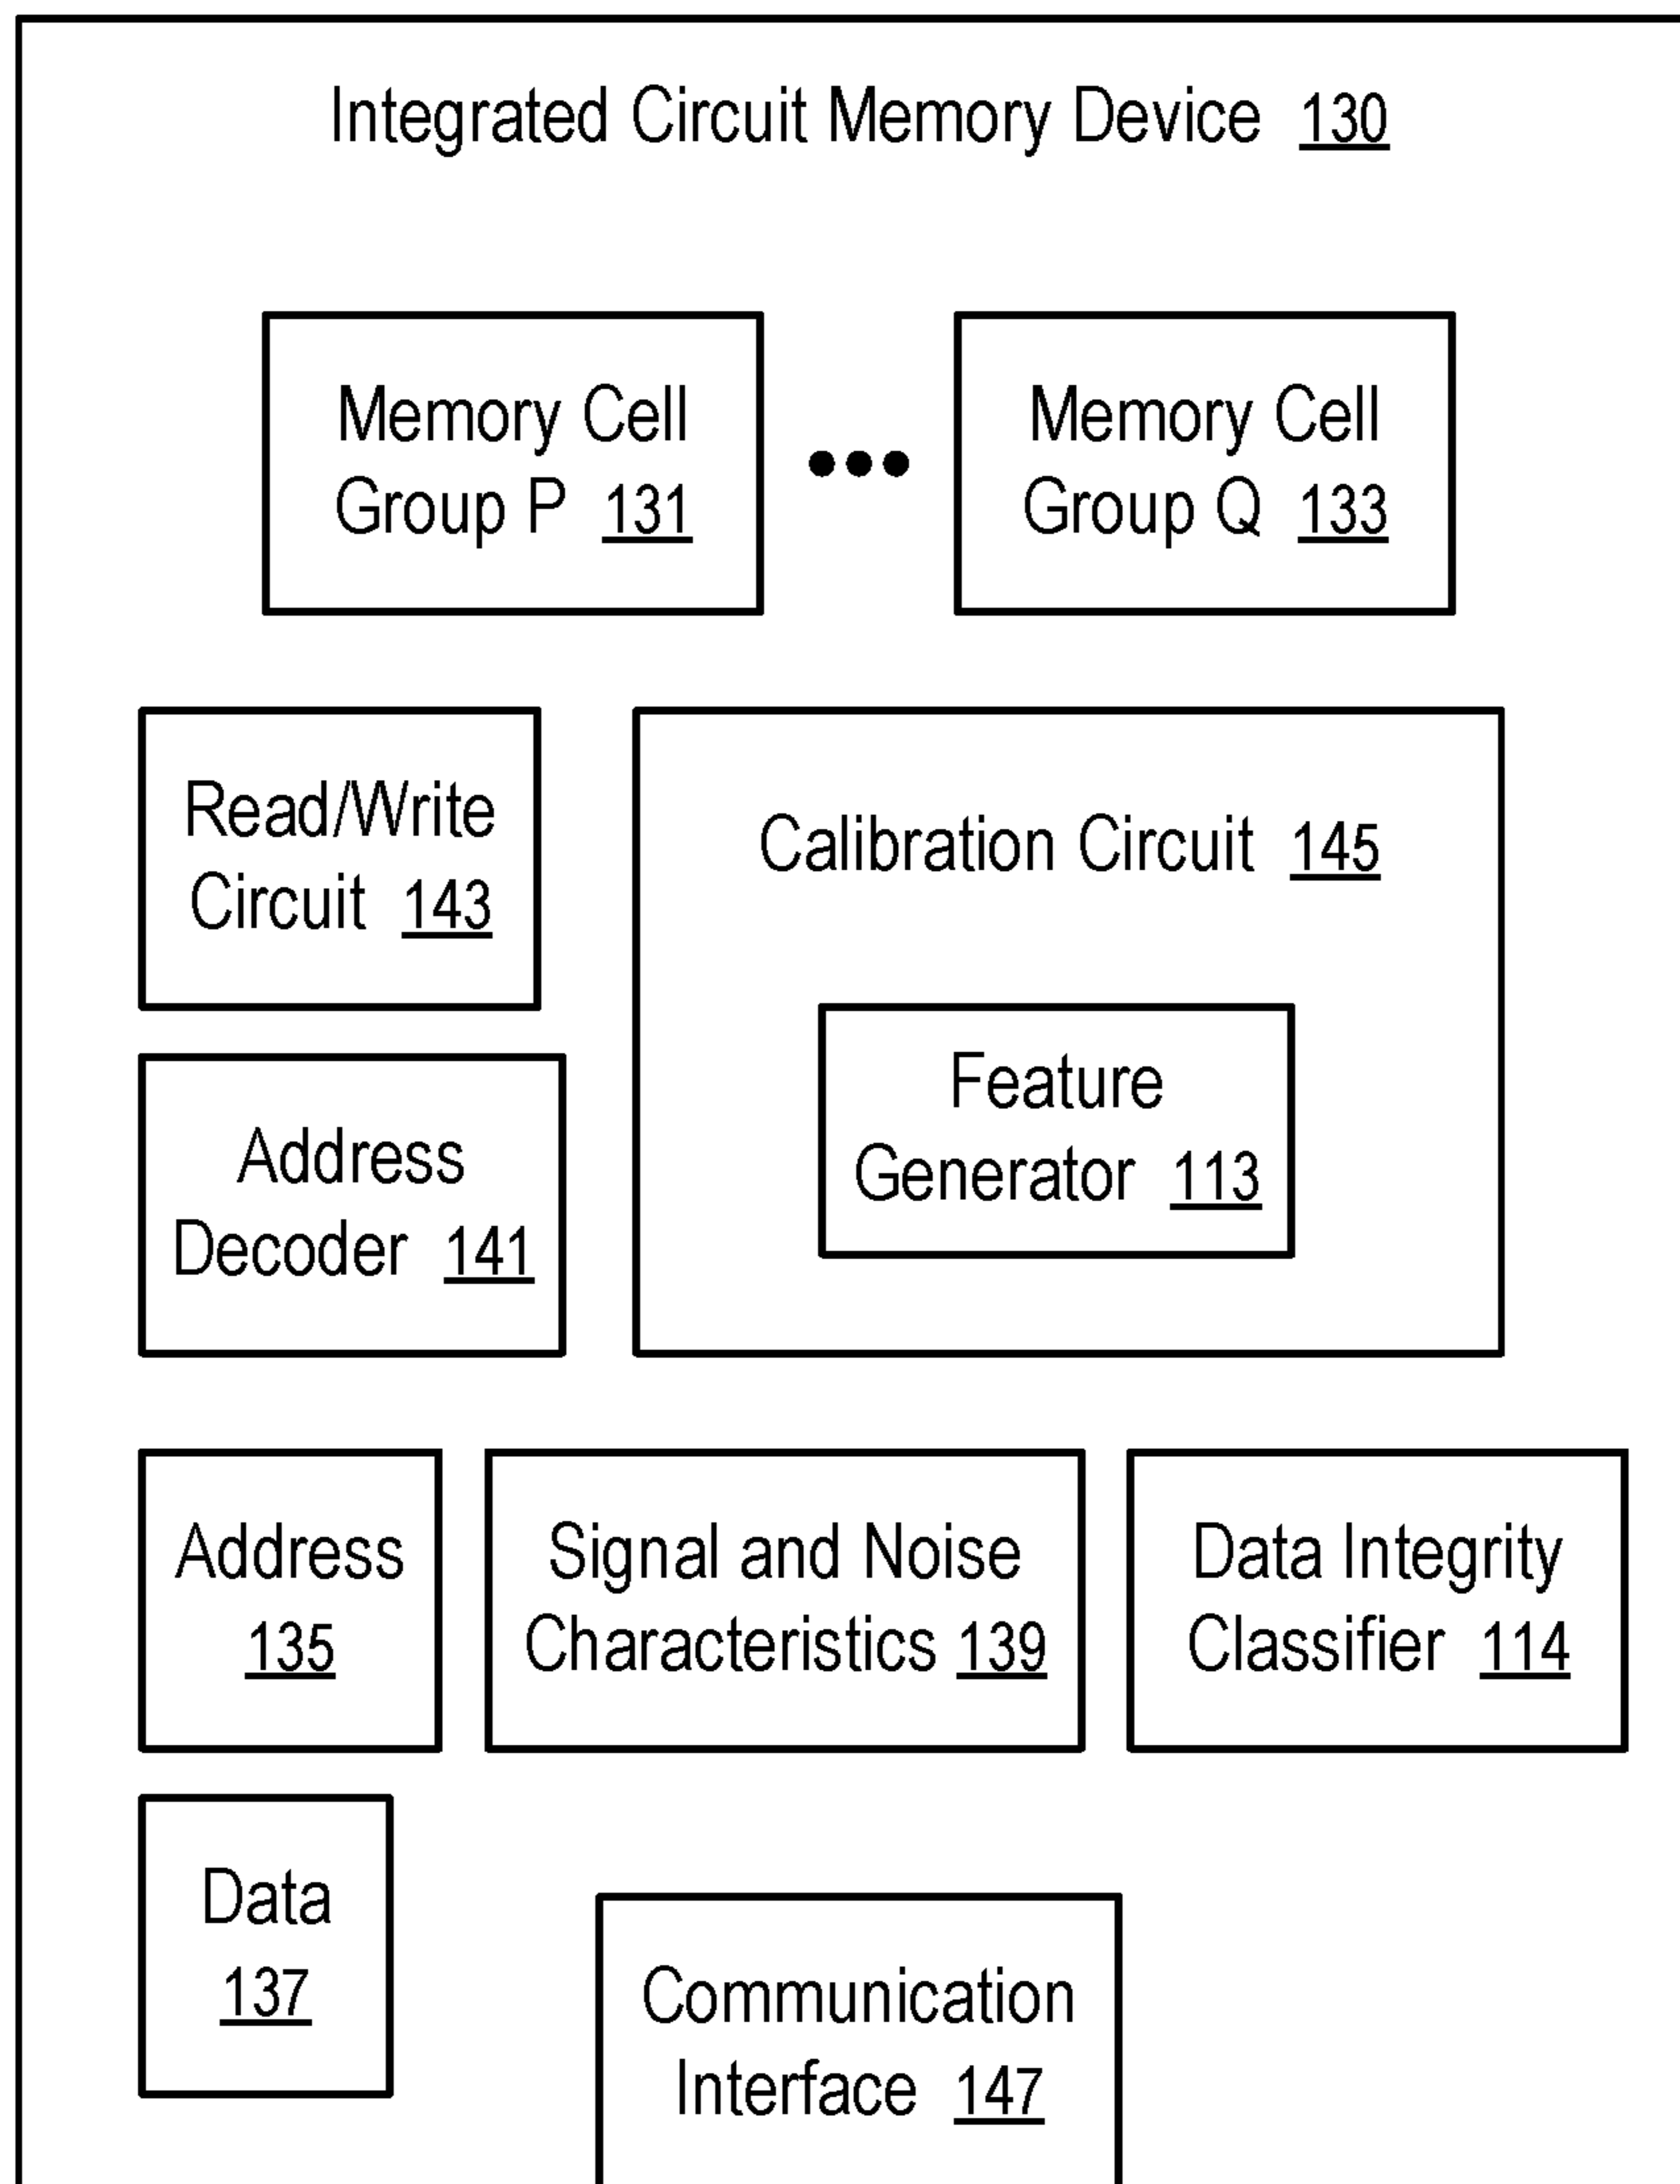 Integrated Circuit Memory Device 130
Memory Cell
Group P 131
Memory Cell
Group Q 133
Read/Write
Circuit 143
Calibration Circuit 145
Feature
Generator 113
Address
Decoder 141
Address
135
Signal and Noise
Characteristics 139
Data Integrity
Classifier 114
Data
137
Communication
Interface 147